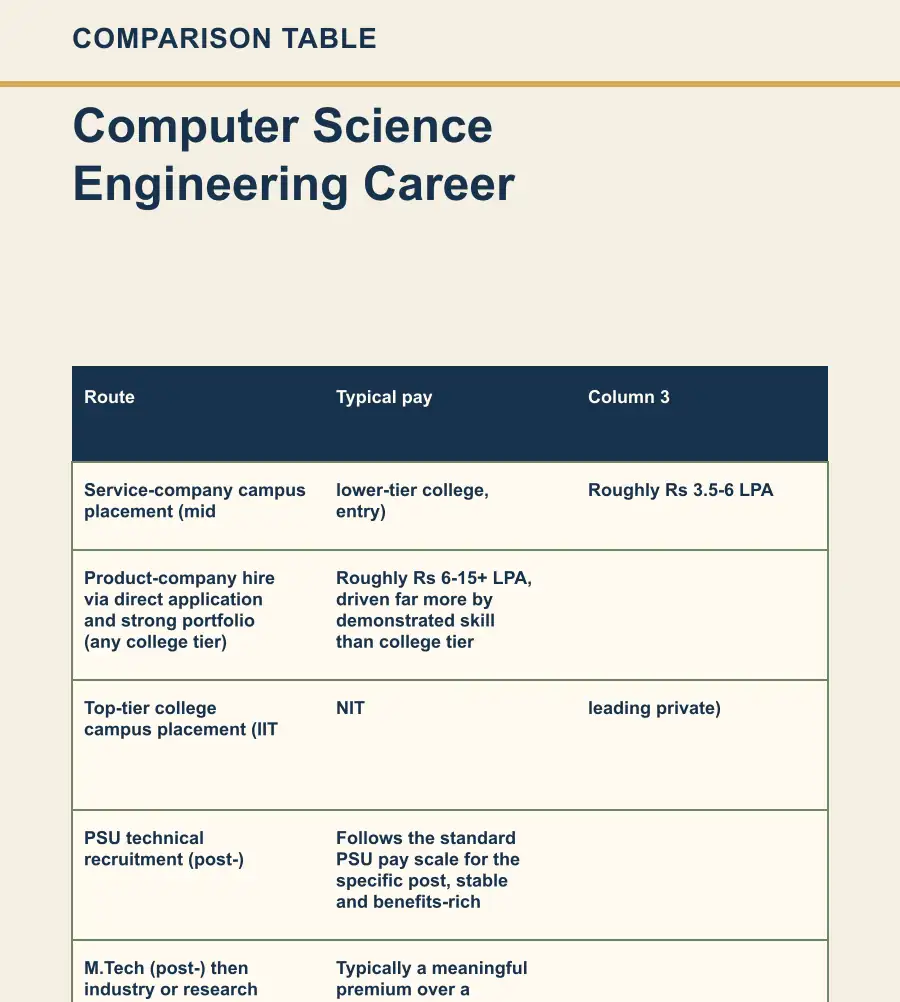 COMPARISON TABLE
Computer Science
Engineering Career
Route Typical pay Column 3
Service-company campus lower-tier college, Roughly Rs 3.5-6 LPA
placement (mid entry)
Product-company hire Roughly Rs 6-15+ LPA,
via direct application driven far more by
and strong portfolio demonstrated skill
(any college tier) than college tier
Top-tier college NIT leading private)
campus placement (IIT
PSU technical Follows the standard
recruitment (post-) PSU pay scale for the
specific post, stable
and benefits-rich
M.Tech (post-) then Typically a meaningful
industry or research premium over a